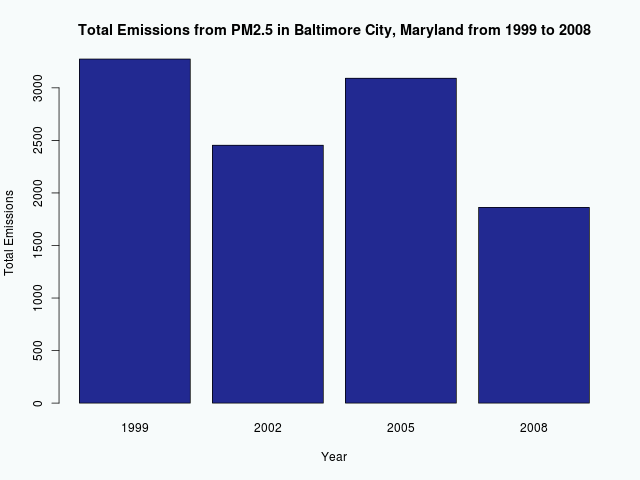 Total Emissions from PM2.5 in Baltimore City, Maryland from 1999 to 2008
Total Emissions
3000
2500
2000
1500
1000
500
0
1999 2002 2005 2008
Year